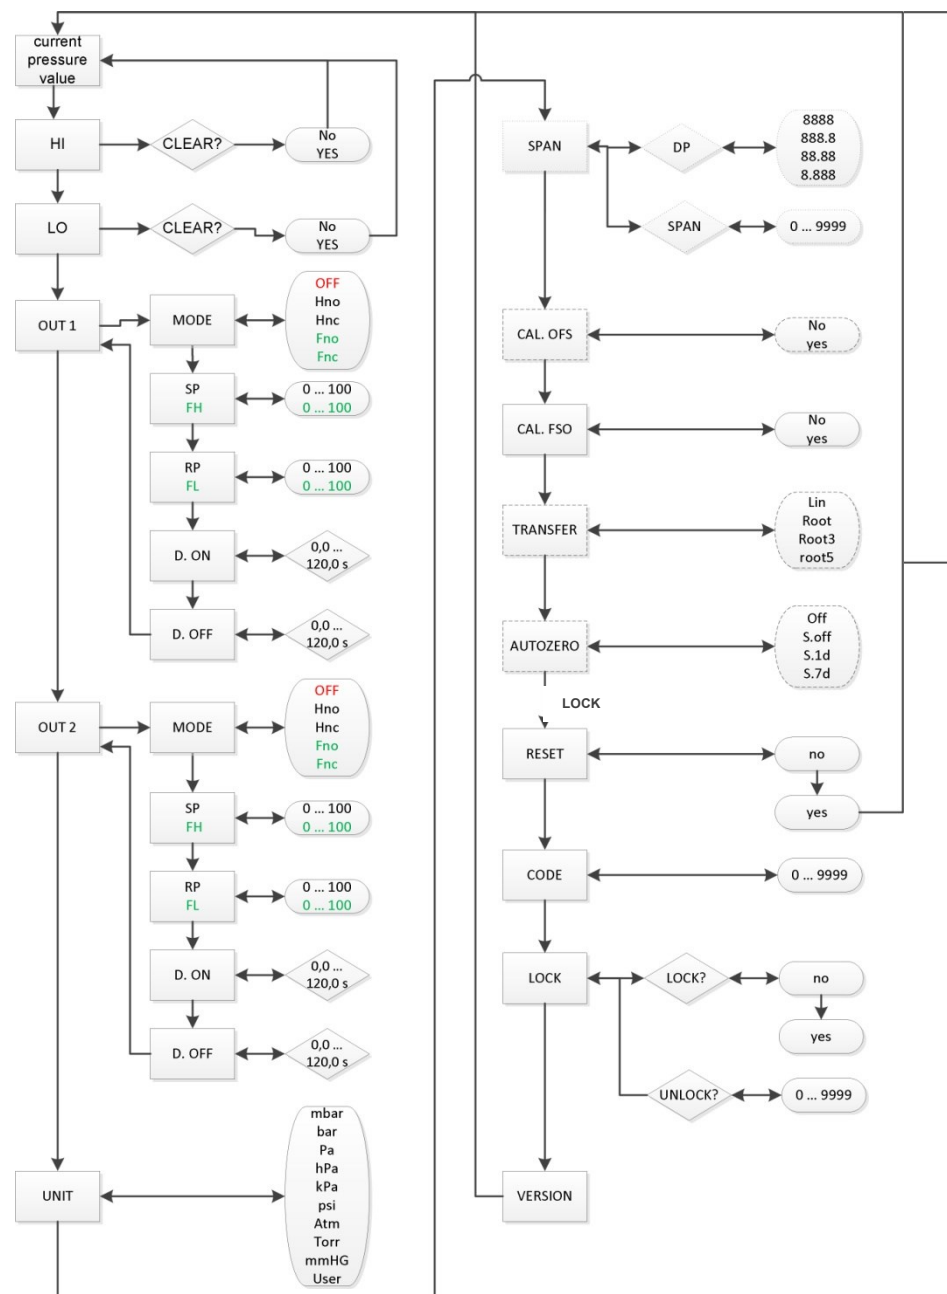 current
pressure
value
HI
CLEAR?
No
YES
LO
CLEAR?
No
YES
OUT 1
MODE
OFF
Hno
Hnc
Fno
Fnc
SP
FH
0 ... 100
0 ... 100
RP
FL
0 ... 100
0 ... 100
D. ON
0,0 ...
120,0 s
D. OFF
0,0 ...
120,0 s
OUT 2
MODE
OFF
Hno
Hnc
Fno
Fnc
SP
FH
0 ... 100
0 ... 100
RP
FL
0 ... 100
0 ... 100
D. ON
0,0 ...
120,0 s
D. OFF
0,0 ...
120,0 s
UNIT
mbar
bar
Pa
hPa
kPa
psi
Atm
Torr
mmHG
User
SPAN
DP
8888
888.8
88.88
8.888
SPAN
0 ... 9999
CAL. OFS
No
yes
CAL. FSO
No
yes
TRANSFER
Lin
Root
Root3
root5
AUTOZERO
Off
S.off
S.1d
S.7d
LOCK
RESET
no
yes
CODE
0 ... 9999
LOCK
LOCK?
no
yes
UNLOCK?
0 ... 9999
VERSION